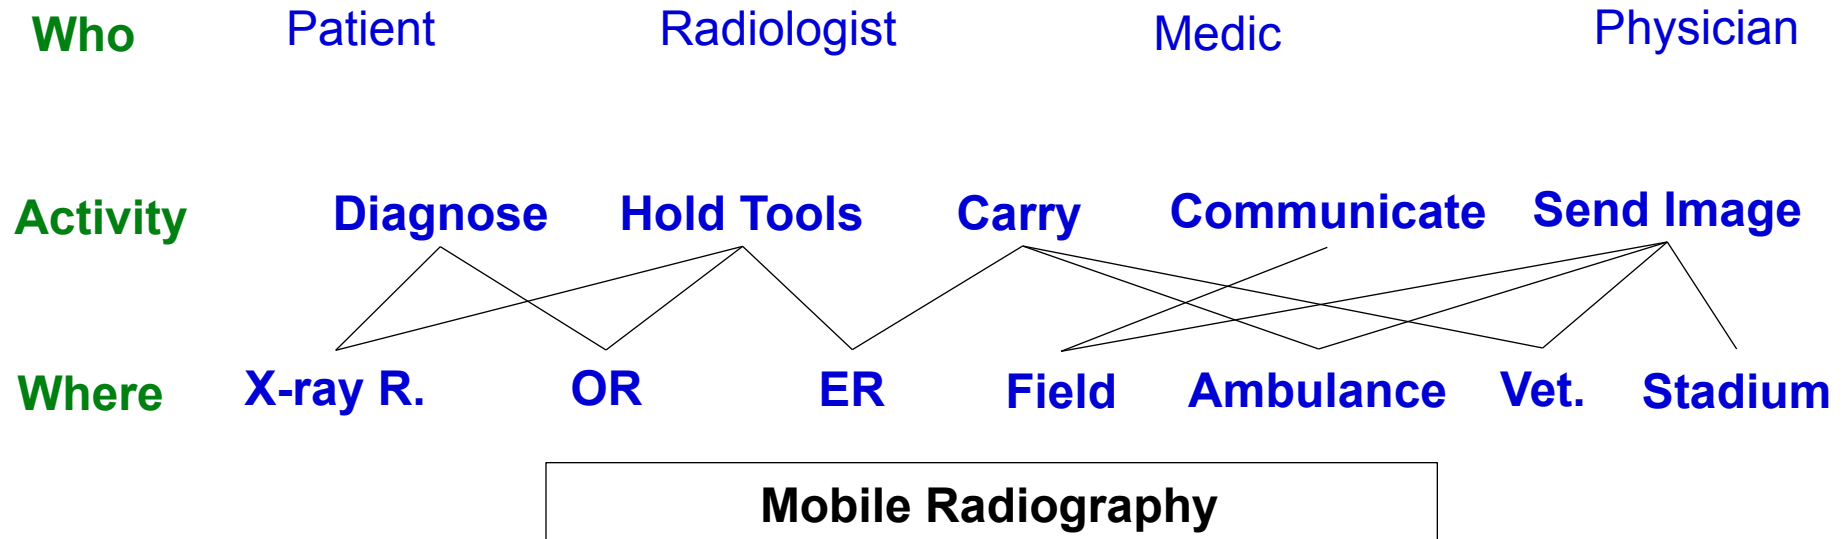 Who Patient Radiologist Medic Physician
Activity Diagnose Hold Tools Carry Communicate Send Image
Where X-ray R. OR ER Field Ambulance Vet. Stadium
Mobile Radiography